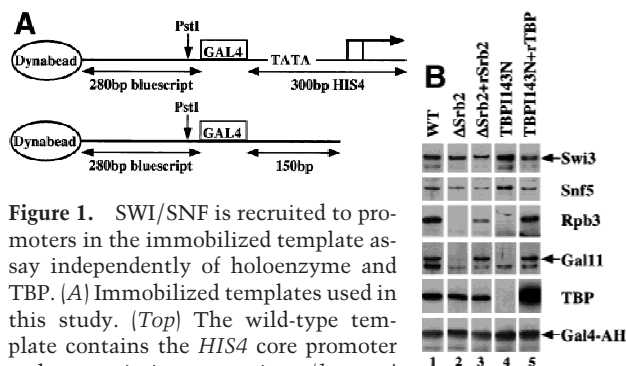 A
PstI
Dynabead
GAL4
TATA
280bp bluescript
300bp HIS4
PstI
Dynabead
GAL4
280bp bluescript
150bp
B
WT
ΔSrb2
ΔSrb2+rSrb2
TBPI143N
TBPI143N+rTBP
Swi3
Snf5
Rpb3
Gal11
TBP
Gal4-AH
1 2 3 4 5
Figure 1. SWI/SNF is recruited to pro-
moters in the immobilized template as-
say independently of holoenzyme and
TBP. (A) Immobilized templates used in
this study. (Top) The wild-type tem-
plate contains the HIS4 core promoter